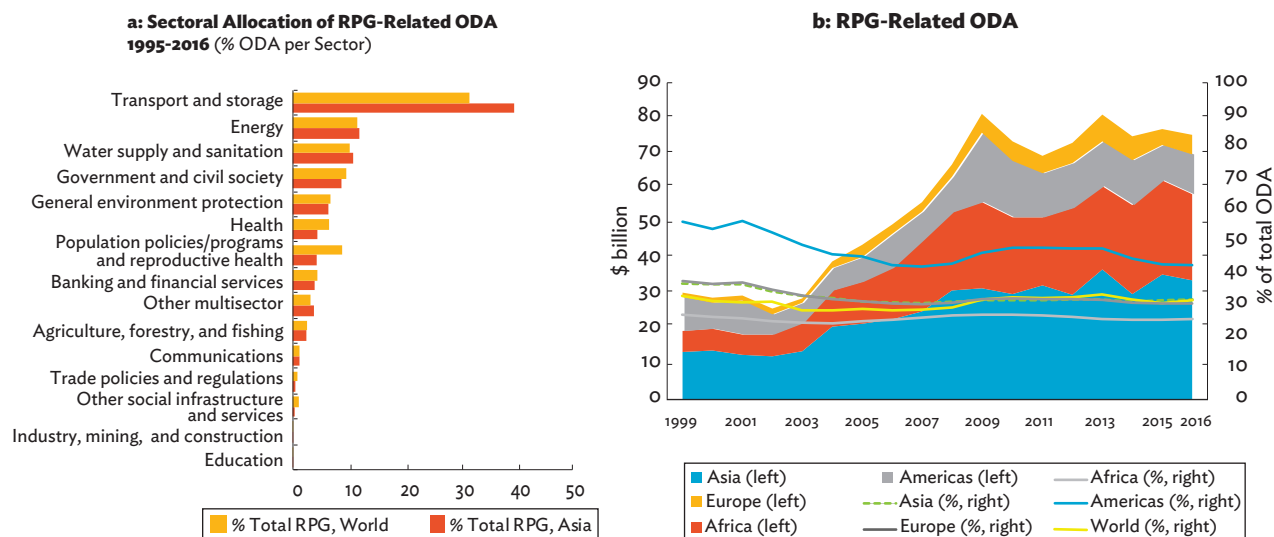 a: Sectoral Allocation of RPG-Related ODA
1995-2016 (% ODA per Sector)
Transport and storage
Energy
Water supply and sanitation
Government and civil society
General environment protection
Health
Population policies/programs
and reproductive health
Banking and financial services
Other multisector
Agriculture, forestry, and fishing
Communications
Trade policies and regulations
Other social infrastructure
and services
Industry, mining, and construction
Education
0 10 20 30 40 50
% Total RPG, World % Total RPG, Asia
b: RPG-Related ODA
$ billion
90
80
70
60
50
40
30
20
10
0
100
90
80
70
60
50
40
30
20
10
0
% of total ODA
1999 2001 2003 2005 2007 2009 2011 2013 2015 2016
Asia (left) Americas (left) Africa (%, right)
Europe (left) Asia (%, right) Americas (%, right)
Africa (left) Europe (%, right) World (%, right)